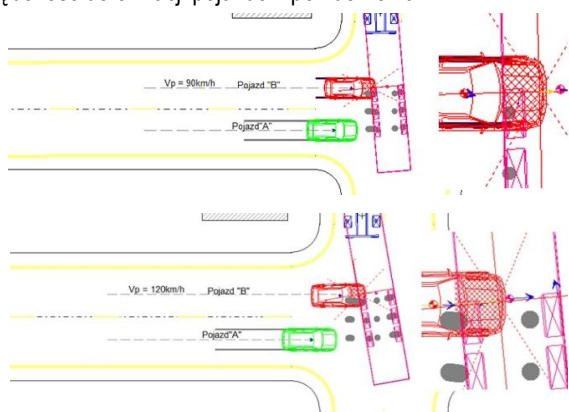 Vp = 90km/h Pojazd "B"
Pojazd"A"
Vp = 120km/h Pojazd "B"
Pojazd"A"